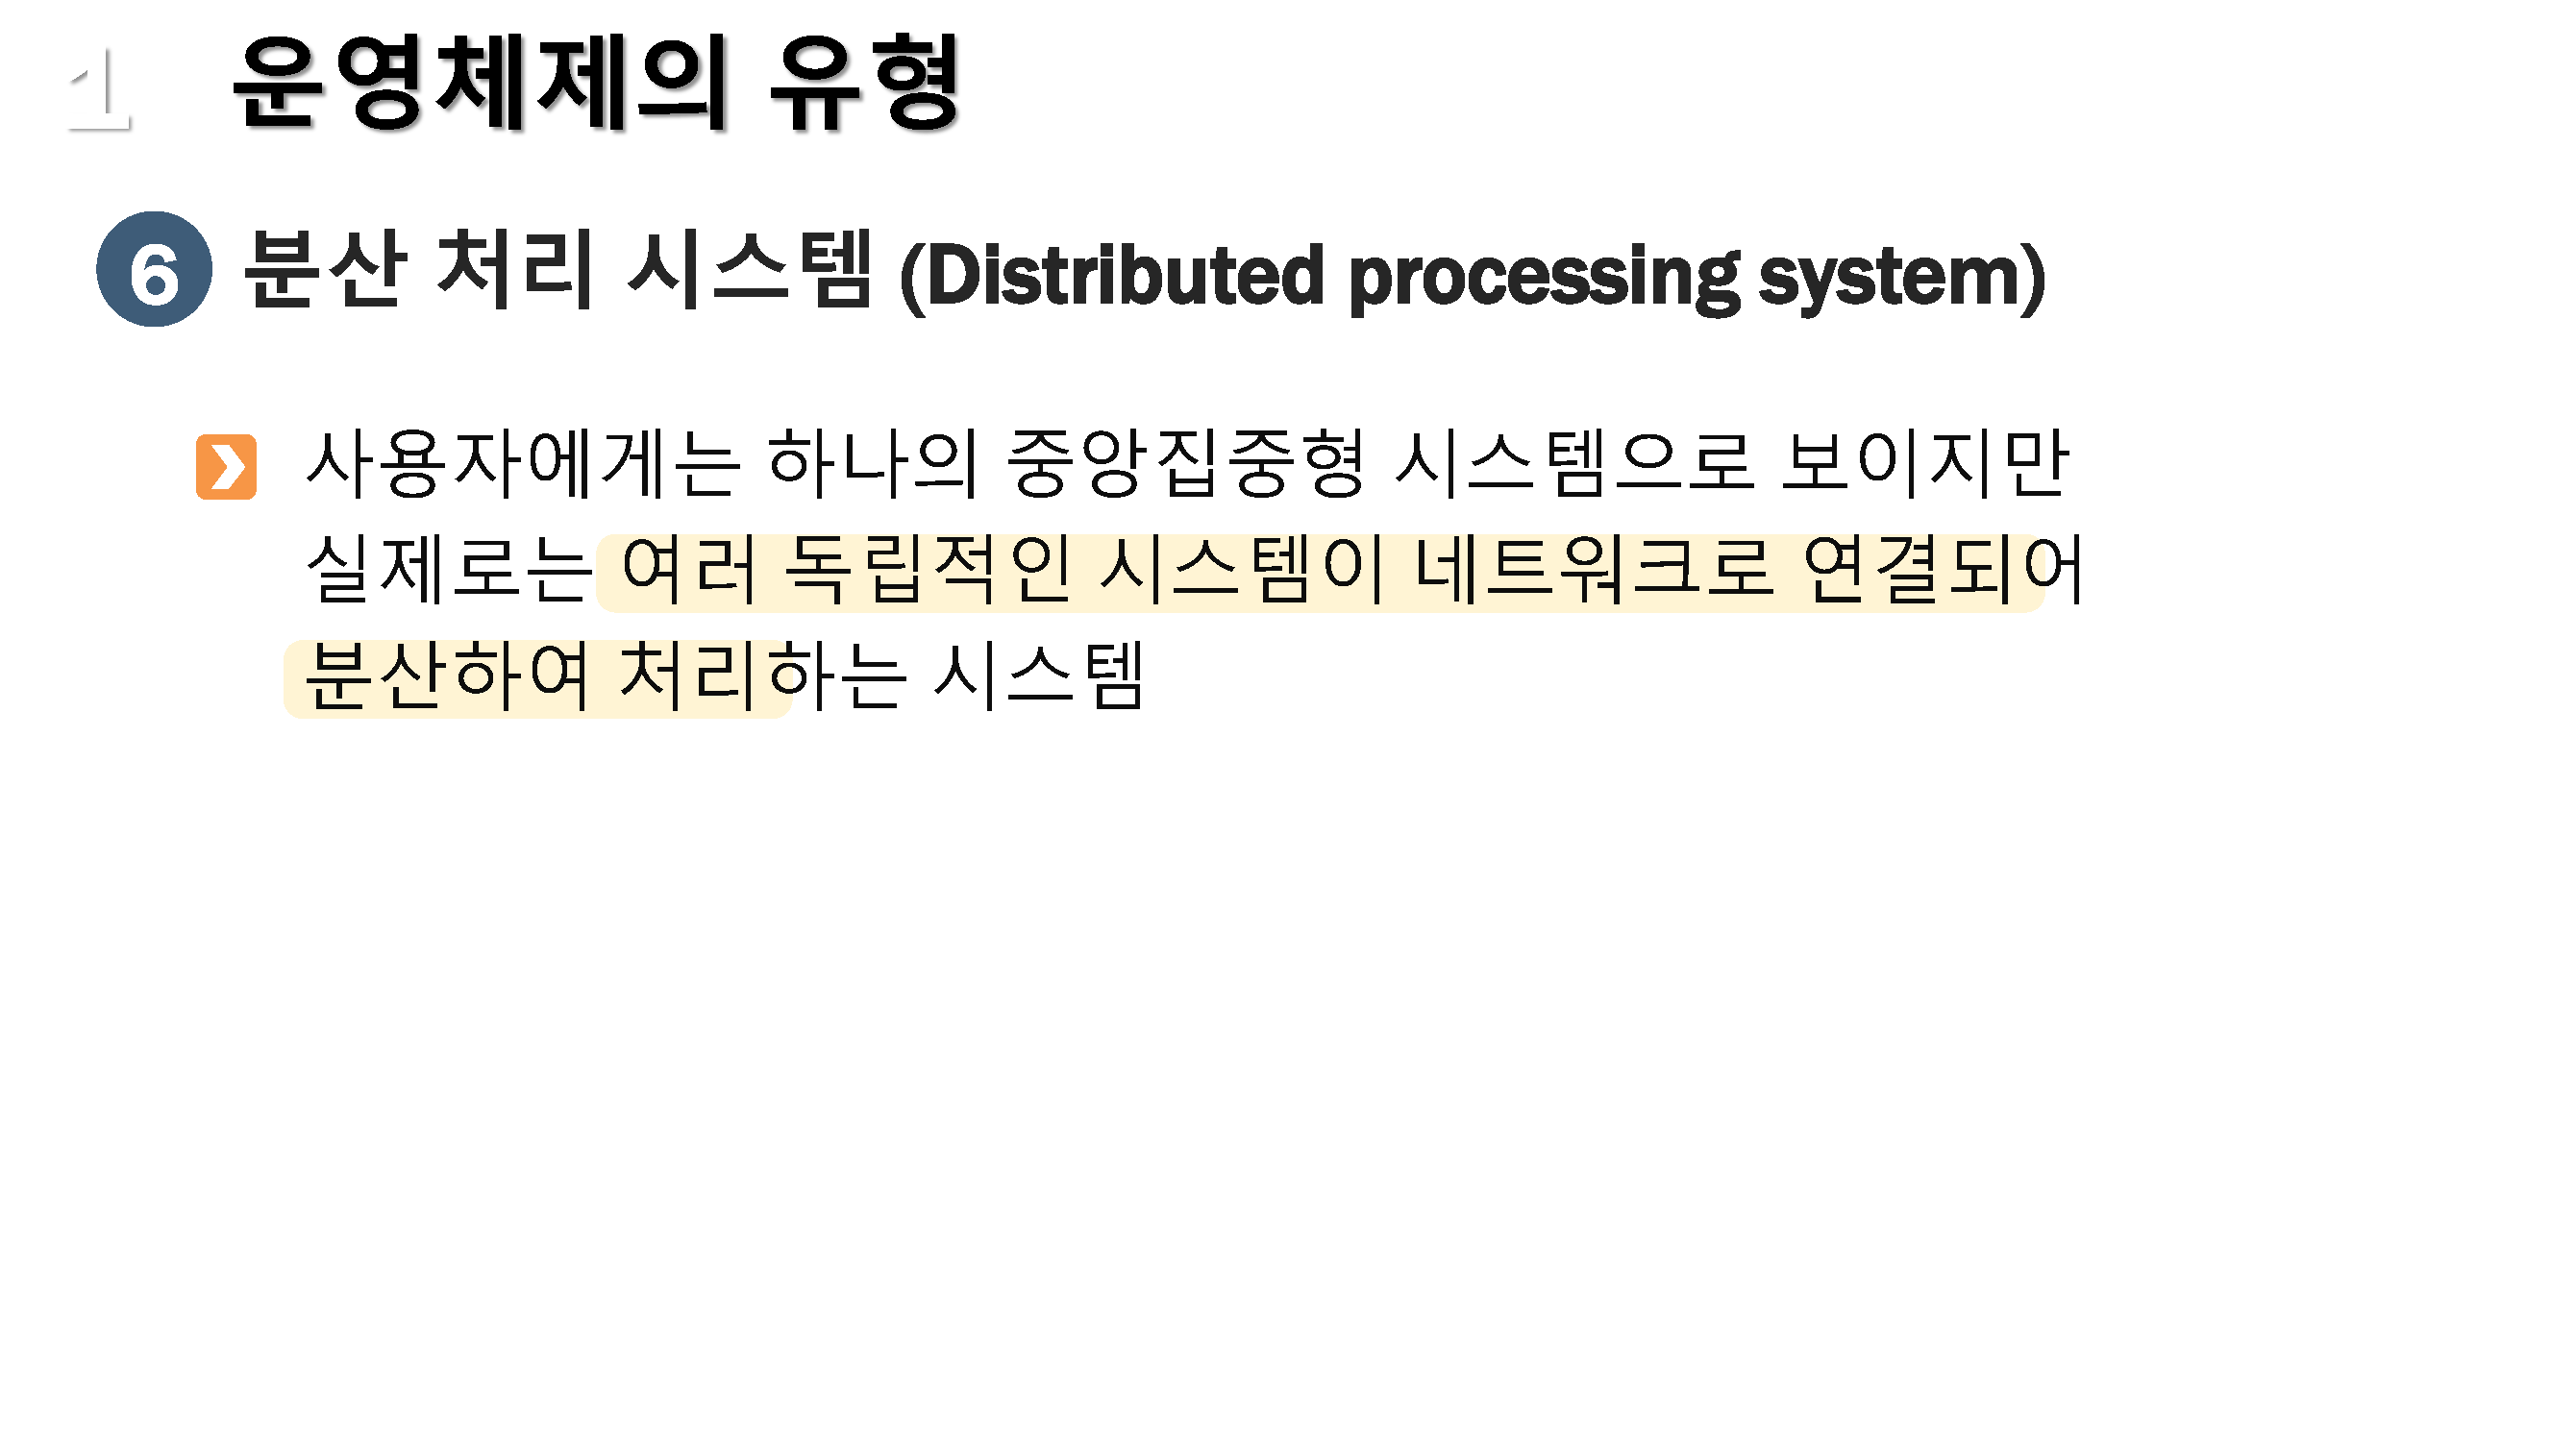 1 운영체제의 유형
6 분산 처리 시스템 (Distributed processing system)
사용자에게는 하나의 중앙집중형 시스템으로 보이지만
실제로는 여러 독립적인 시스템이 네트워크로 연결되어
분산하여 처리하는 시스템